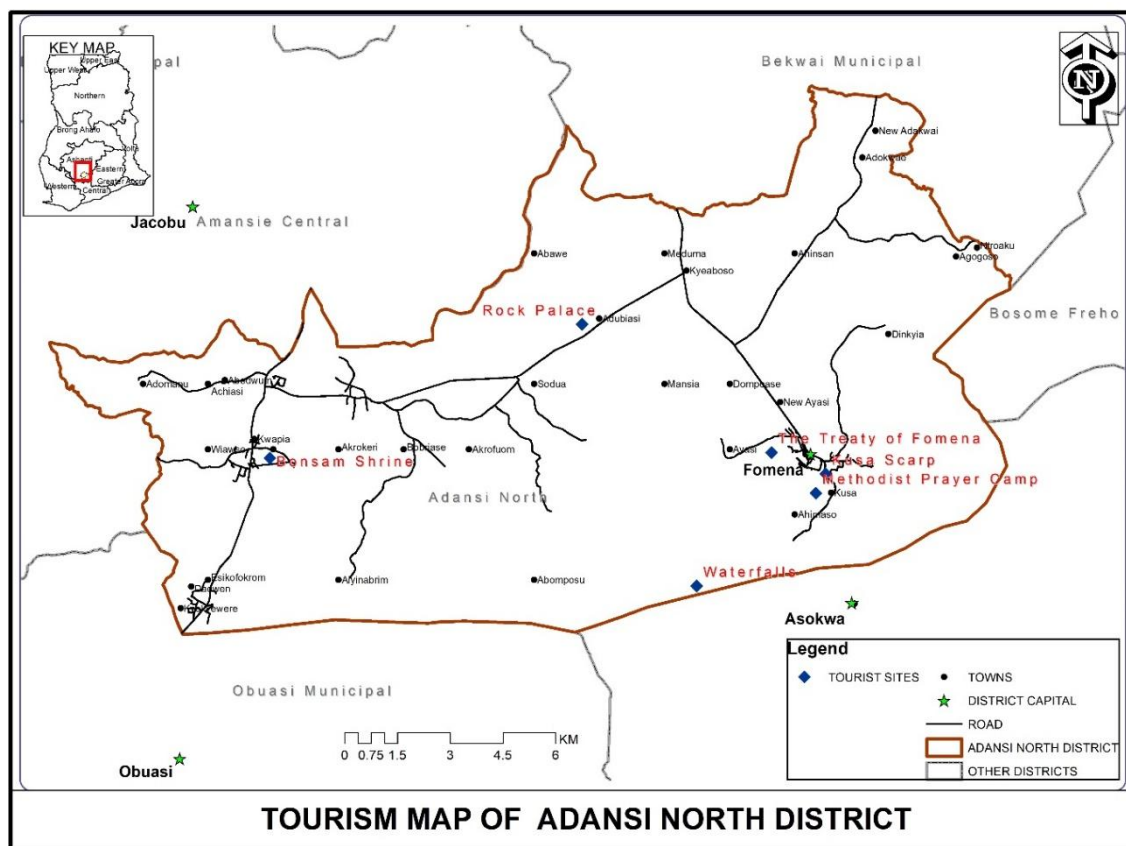 KEY MAP
Upper East
Upper West
Northern
Brong Ahafo
Volta
Ashanti
Eastern
Western
Greater Accra
Central
pal
Bekwai Municipal
N
New Adakwai
Adokwao
Jacobu
Amansie Central
Abawe
Meduma
Ahinsan
Ntroaku
Agogoso
Kyeaboso
Rock Palace
Adubiasi
Bosome Freho
Dinkyia
Adomanu
Abodwum
Achiasi
Sodua
Mansia
Dompoase
New Ayasi
Kwapia
Wiawso
Akrokeri
Bobriase
Akrofuom
Ayasi
The Treaty of Fomena
Bonsam Shrine
Fomena
Kusa Scarp
Methodist Prayer Camp
Adansi North
Kusa
Ahimaso
Esikofokrom
Aiyinabrim
Abomposu
Waterfalls
Asokwa
Obuasi Municipal
Legend
TOURIST SITES
TOWNS
DISTRICT CAPITAL
ROAD
ADANSI NORTH DISTRICT
OTHER DISTRICTS
KM
0 0.75 1.5 3 4.5 6
Obuasi
TOURISM MAP OF ADANSI NORTH DISTRICT